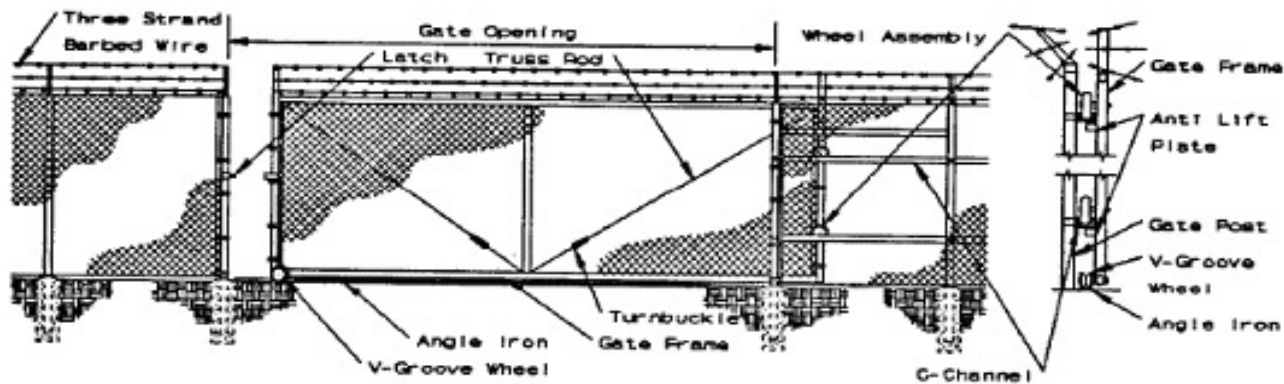 Three Strand
Barbed Wire
Gate Opening
Latch
Truss Rod
Wheel Assembly
Gate Frame
Anti Lift
Plate
Gate Post
V-Groove
Wheel
Angle Iron
Turnbuckle
Angle Iron
Gate Frame
V-Groove Wheel
C-Channel